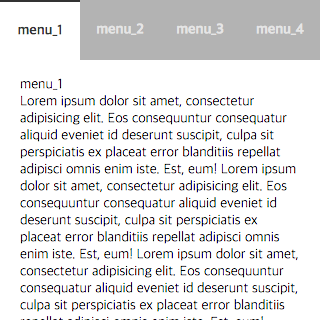 menu_1 menu_2 menu_3 menu_4
menu_1
Lorem ipsum dolor sit amet, consectetur
adipisicing elit. Eos consequuntur consequatur
aliquid eveniet id deserunt suscipit, culpa sit
perspiciatis ex placeat error blanditiis repellat
adipisci omnis enim iste. Est, eum! Lorem ipsum
dolor sit amet, consectetur adipisicing elit. Eos
consequuntur consequatur aliquid eveniet id
deserunt suscipit, culpa sit perspiciatis ex
placeat error blanditiis repellat adipisci omnis
enim iste. Est, eum! Lorem ipsum dolor sit amet,
consectetur adipisicing elit. Eos consequuntur
consequatur aliquid eveniet id deserunt suscipit,
culpa sit perspiciatis ex placeat error blanditiis